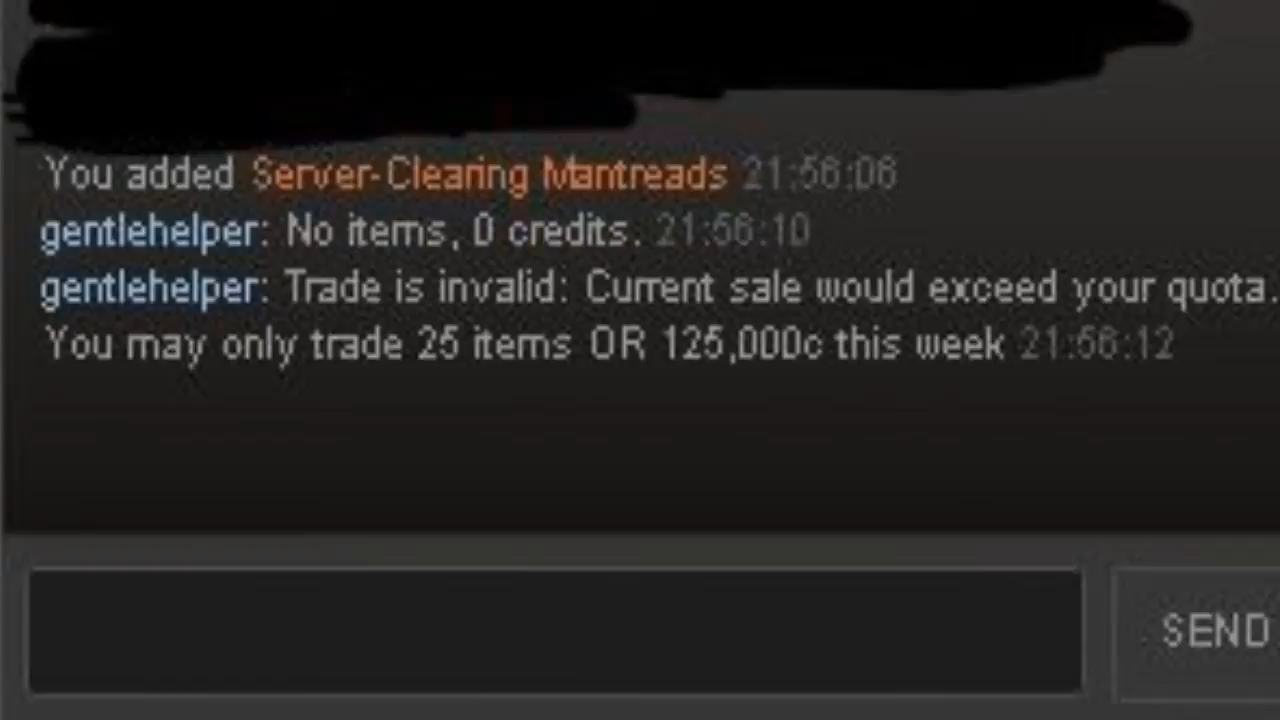 You added Server-Clearing Mantreads 21:56:06
gentlehelper: No items, 0 credits. 21:56:10
gentlehelper: Trade is invalid: Current sale would exceed your quota.
You may only trade 25 items OR 125,000c this week 21:56:12
SEND